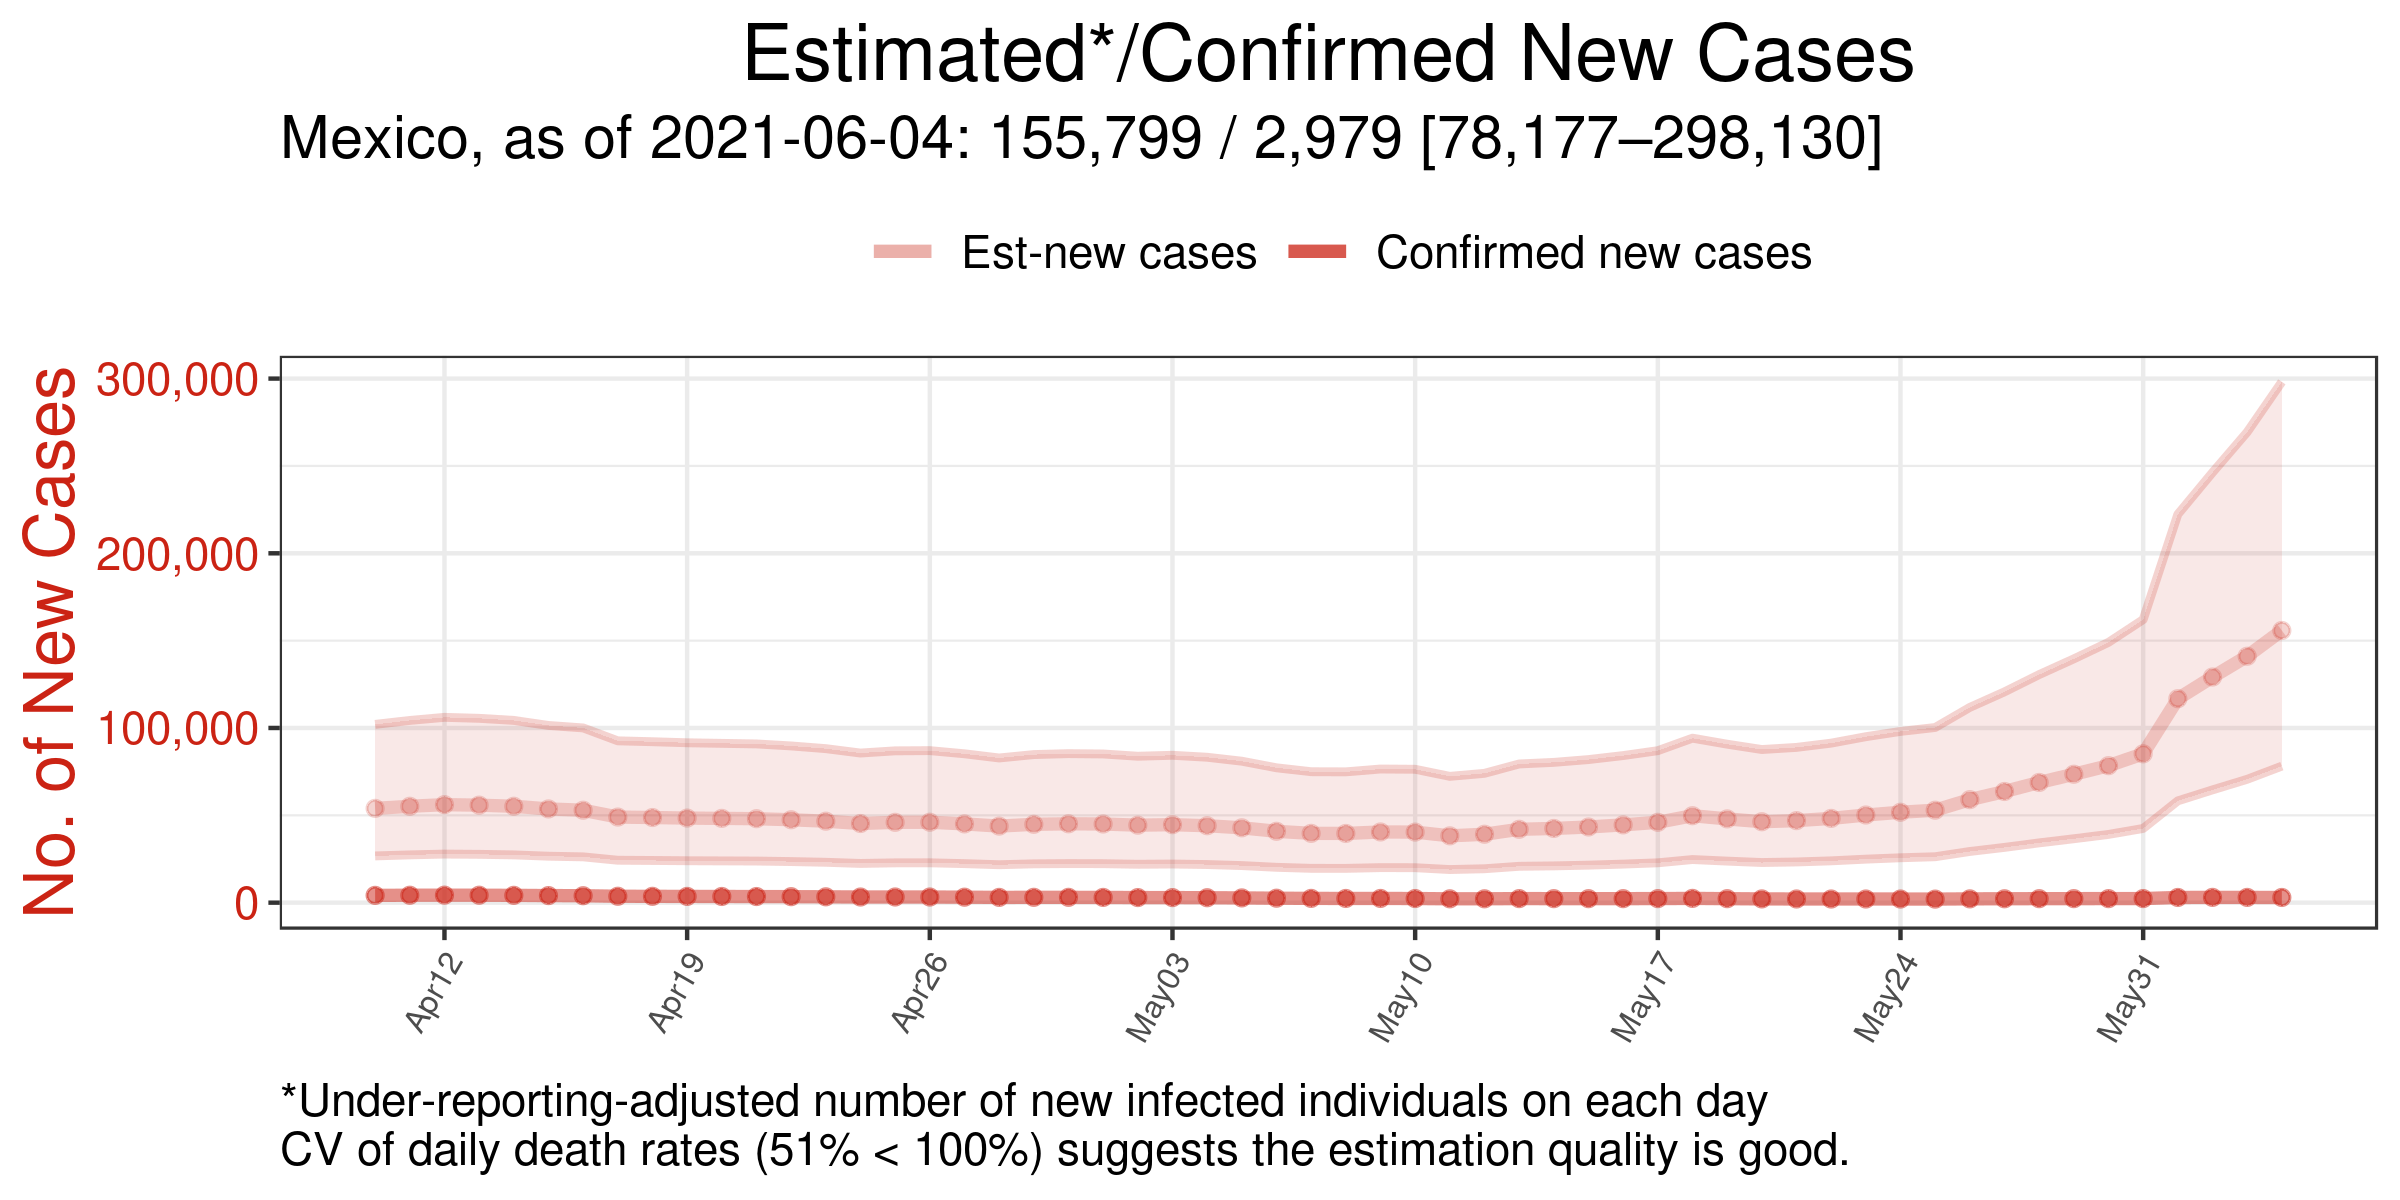 Estimated*/Confirmed New Cases
Mexico, as of 2021-06-04: 155,799 / 2,979 [78,177–298,130]
Est-new cases
Confirmed new cases
No. of New Cases
300,000
200,000
100,000
0
Apr12
Apr19
Apr26
May03
May10
May17
May24
May31
*Under-reporting-adjusted number of new infected individuals on each day
CV of daily death rates (51% < 100%) suggests the estimation quality is good.